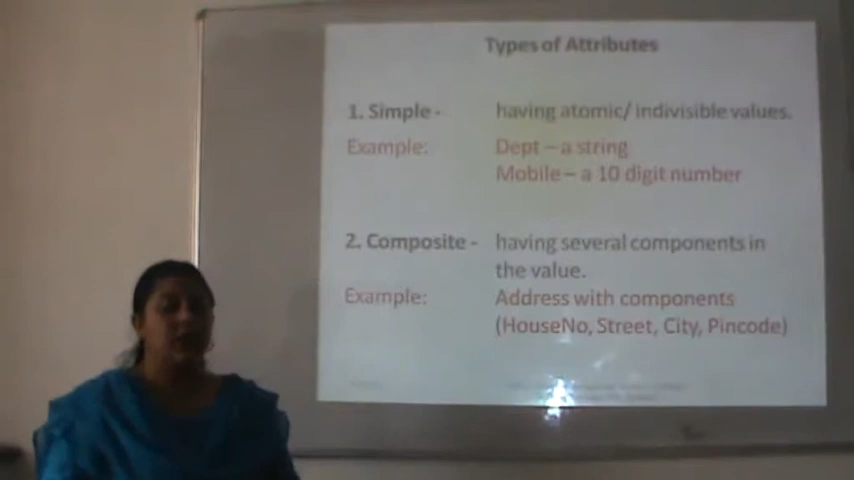 Types of Attributes
1. Simple - having atomic/ indivisible values.
Example: Dept – a string
Mobile – a 10 digit number
2. Composite - having several components in
the value.
Example: Address with components
(HouseNo, Street, City, Pincode)